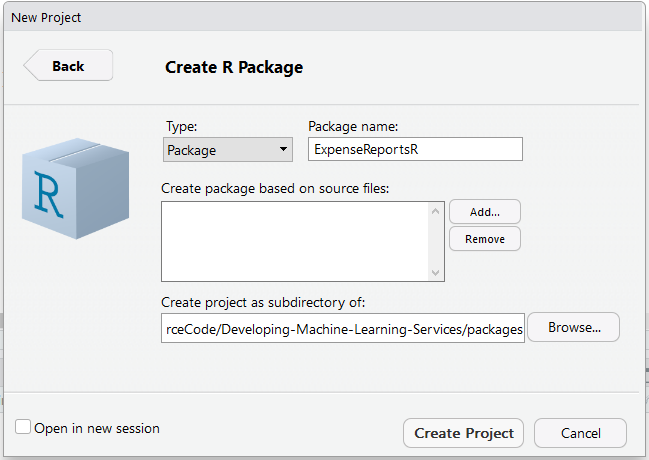 New Project
Back
Create R Package
Type:
Package name:
Package
ExpenseReportsR
R
Create package based on source files:
Add...
Remove
Create project as subdirectory of:
rceCode/Developing-Machine-Learning-Services/packages
Browse...
Open in new session
Create Project
Cancel